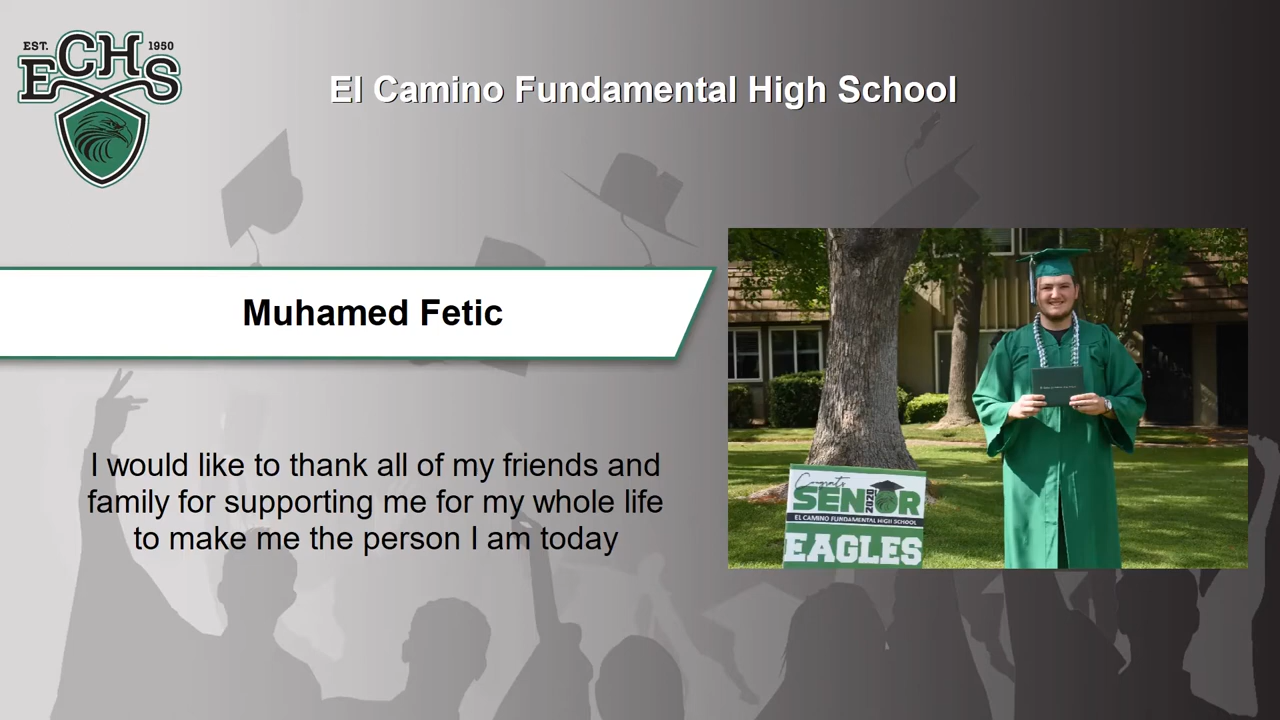 EST. 1950
ECHS
El Camino Fundamental High School
Muhamed Fetic
I would like to thank all of my friends and
family for supporting me for my whole life
to make me the person I am today
Congrats
SENIOR
2020
EL CAMINO FUNDAMENTAL HIGH SCHOOL
EAGLES